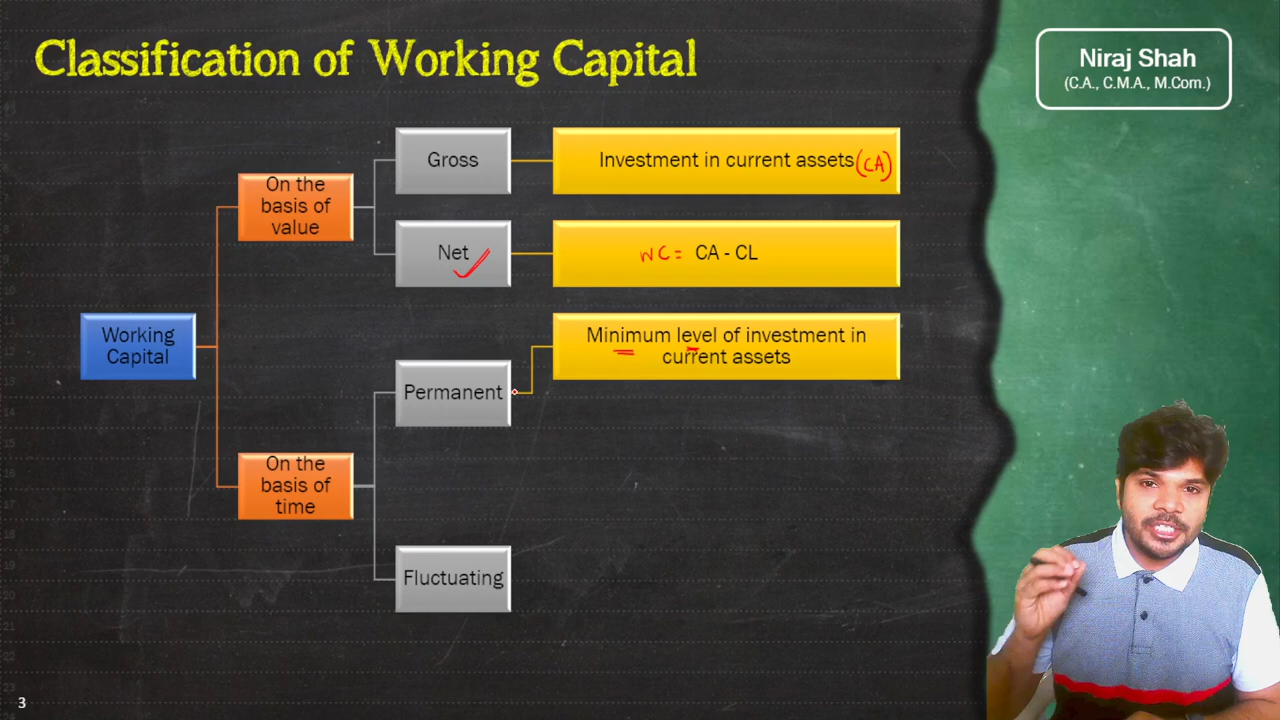 Classification of Working Capital
Niraj Shah
(C.A., C.M.A., M.Com.)
Working
Capital
On the
basis of
value
Gross
Investment in current assets (CA)
Net
WC = CA - CL
On the
basis of
time
Permanent
Minimum level of investment in
current assets
Fluctuating
3